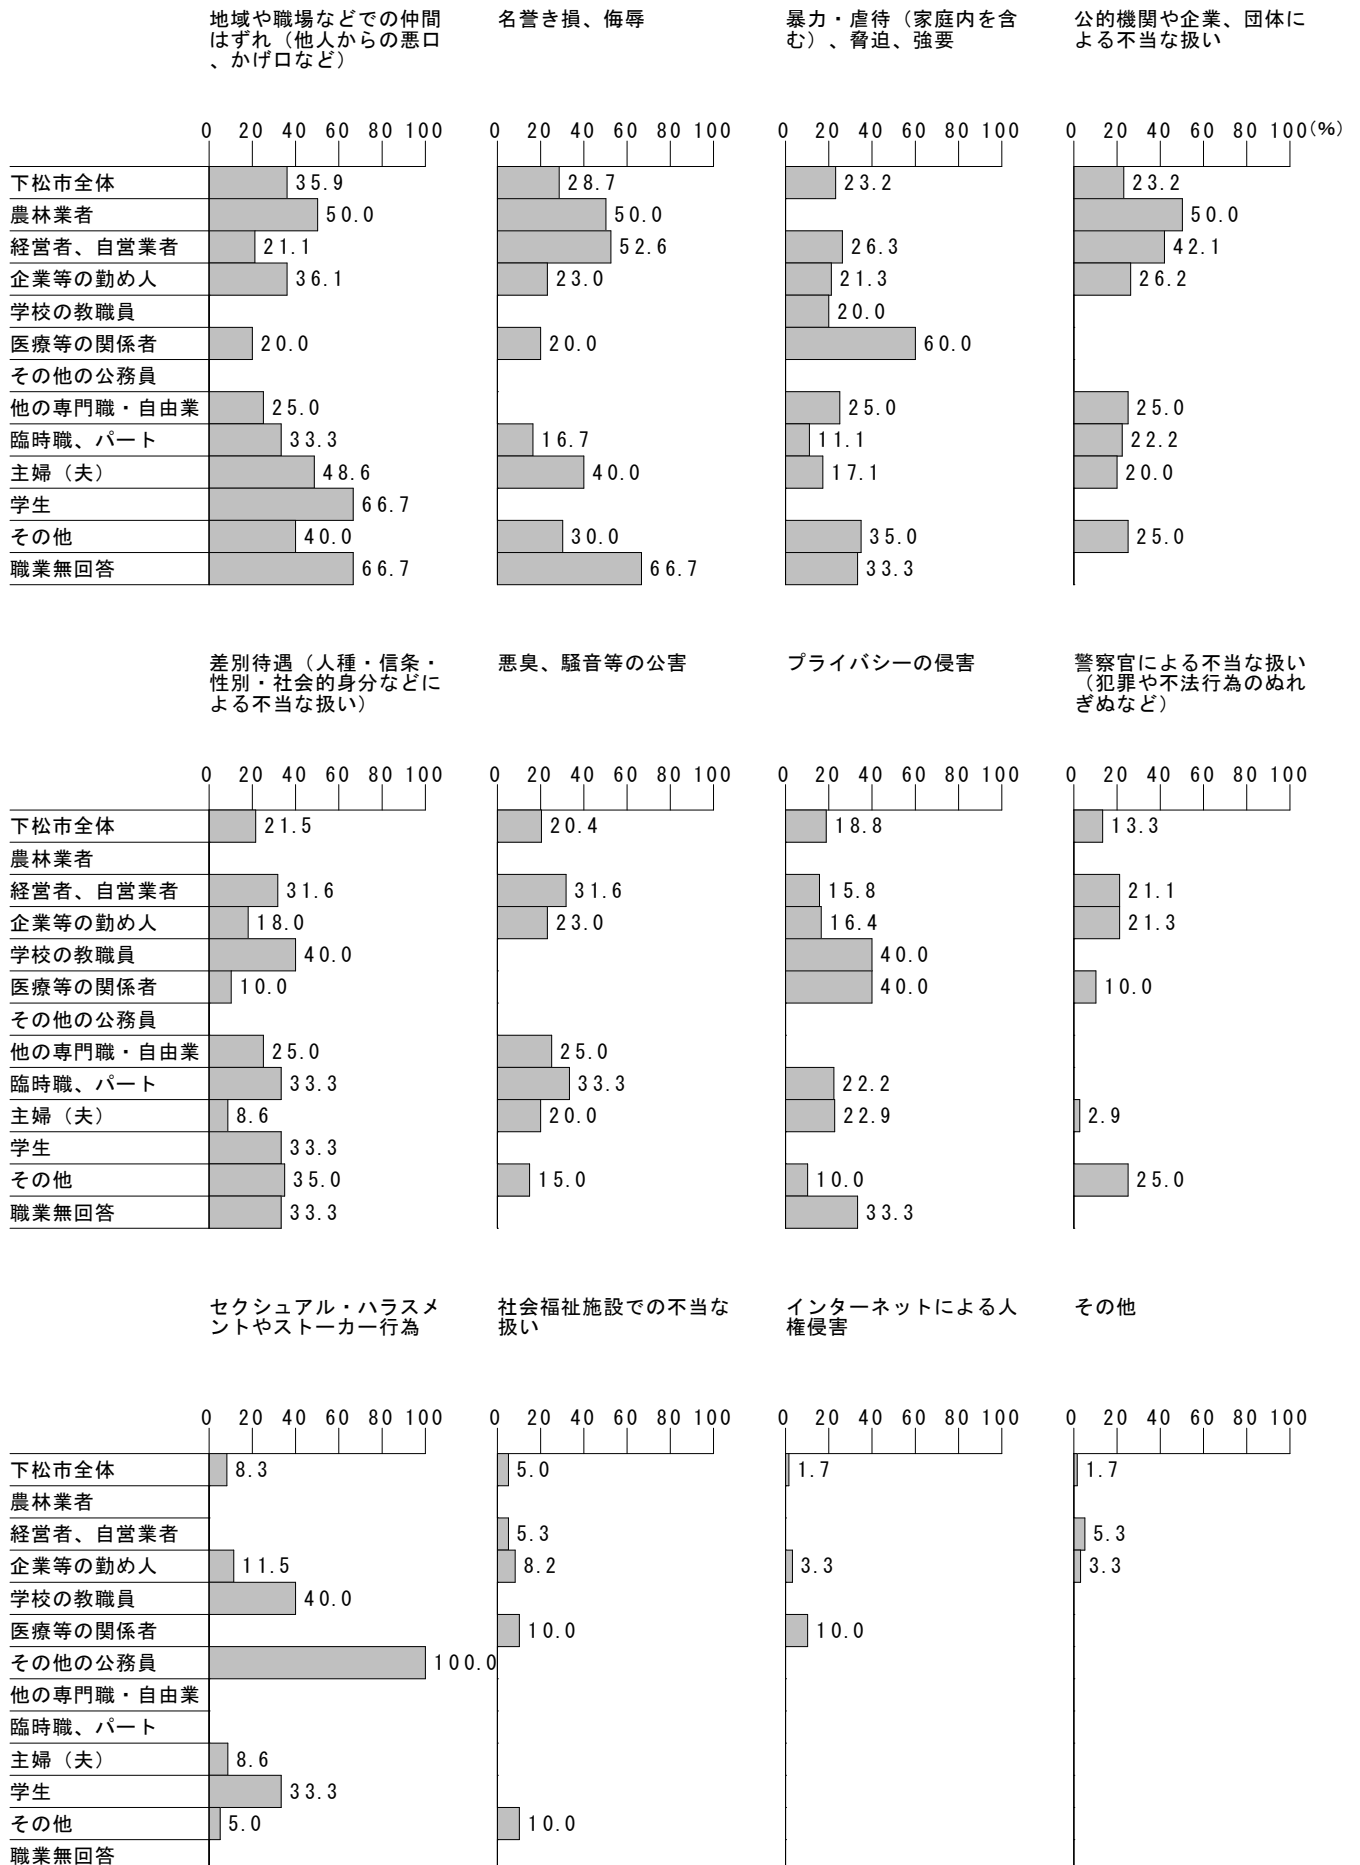 地域や職場などでの仲間
はずれ（他人からの悪口
、かげ口など）
名誉き損、侮辱
暴力・虐待（家庭内を含
む）、脅迫、強要
公的機関や企業、団体に
よる不当な扱い
0 20 40 60 80 100 0 20 40 60 80 100 0 20 40 60 80 100 0 20 40 60 80 100(%)
下松市全体 35.9 28.7 23.2 23.2
農林業者 50.0 50.0 50.0
経営者、自営業者 21.1 52.6 26.3 42.1
企業等の勤め人 36.1 23.0 21.3 26.2
学校の教職員 20.0
医療等の関係者 20.0 20.0 60.0
その他の公務員
他の専門職・自由業 25.0 25.0 25.0
臨時職、パート 33.3 16.7 11.1 22.2
主婦（夫） 48.6 40.0 17.1 20.0
学生 66.7
その他 40.0 30.0 35.0 25.0
職業無回答 66.7 66.7 33.3
差別待遇（人種・信条・
性別・社会的身分などに
よる不当な扱い）
悪臭、騒音等の公害
プライバシーの侵害
警察官による不当な扱い
（犯罪や不法行為のぬれ
ぎぬなど）
0 20 40 60 80 100 0 20 40 60 80 100 0 20 40 60 80 100 0 20 40 60 80 100
下松市全体 21.5 20.4 18.8 13.3
農林業者
経営者、自営業者 31.6 31.6 15.8 21.1
企業等の勤め人 18.0 23.0 16.4 21.3
学校の教職員 40.0 40.0
医療等の関係者 10.0 40.0 10.0
その他の公務員
他の専門職・自由業 25.0 25.0
臨時職、パート 33.3 33.3 22.2
主婦（夫） 8.6 20.0 22.9 2.9
学生 33.3
その他 35.0 15.0 10.0 25.0
職業無回答 33.3 33.3
セクシュアル・ハラスメ
ントやストーカー行為
社会福祉施設での不当な
扱い
インターネットによる人
権侵害
その他
0 20 40 60 80 100 0 20 40 60 80 100 0 20 40 60 80 100 0 20 40 60 80 100
下松市全体 8.3 5.0 1.7 1.7
農林業者
経営者、自営業者 5.3 5.3
企業等の勤め人 11.5 8.2 3.3 3.3
学校の教職員 40.0
医療等の関係者 10.0 10.0
その他の公務員 100.0
他の専門職・自由業
臨時職、パート
主婦（夫） 8.6
学生 33.3
その他 5.0 10.0
職業無回答